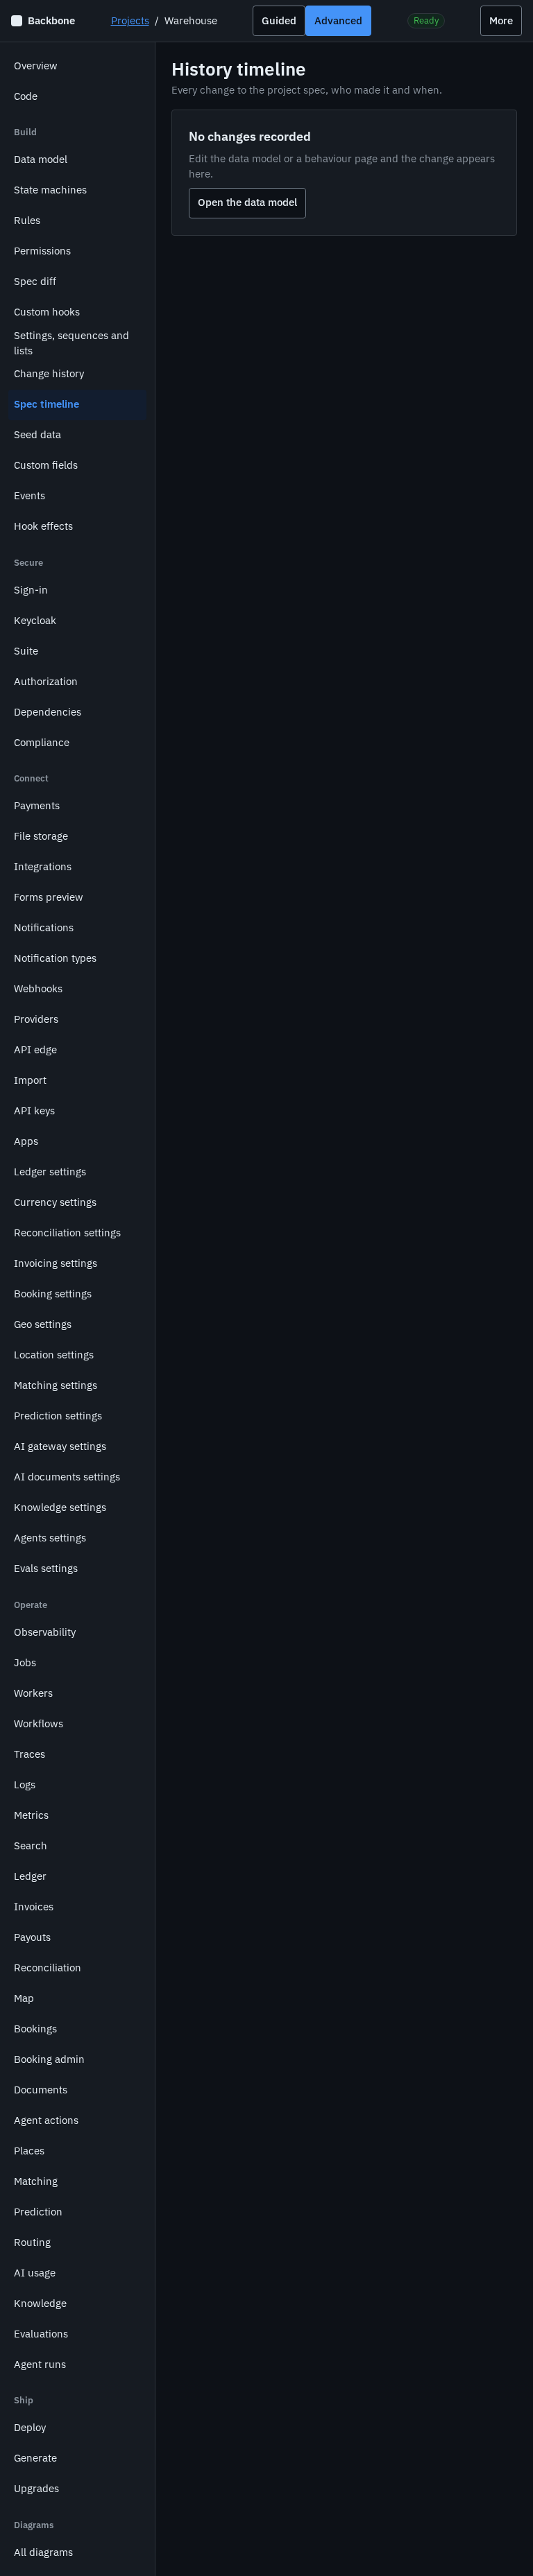 Backbone
Projects / Warehouse
Guided
Advanced
Ready
More
Overview
Code
Build
Data model
State machines
Rules
Permissions
Spec diff
Custom hooks
Settings, sequences and
lists
Change history
Spec timeline
Seed data
Custom fields
Events
Hook effects
Secure
Sign-in
Keycloak
Suite
Authorization
Dependencies
Compliance
Connect
Payments
File storage
Integrations
Forms preview
Notifications
Notification types
Webhooks
Providers
API edge
Import
API keys
Apps
Ledger settings
Currency settings
Reconciliation settings
Invoicing settings
Booking settings
Geo settings
Location settings
Matching settings
Prediction settings
AI gateway settings
AI documents settings
Knowledge settings
Agents settings
Evals settings
Operate
Observability
Jobs
Workers
Workflows
Traces
Logs
Metrics
Search
Ledger
Invoices
Payouts
Reconciliation
Map
Bookings
Booking admin
Documents
Agent actions
Places
Matching
Prediction
Routing
AI usage
Knowledge
Evaluations
Agent runs
Ship
Deploy
Generate
Upgrades
Diagrams
All diagrams
History timeline
Every change to the project spec, who made it and when.
No changes recorded
Edit the data model or a behaviour page and the change appears
here.
Open the data model